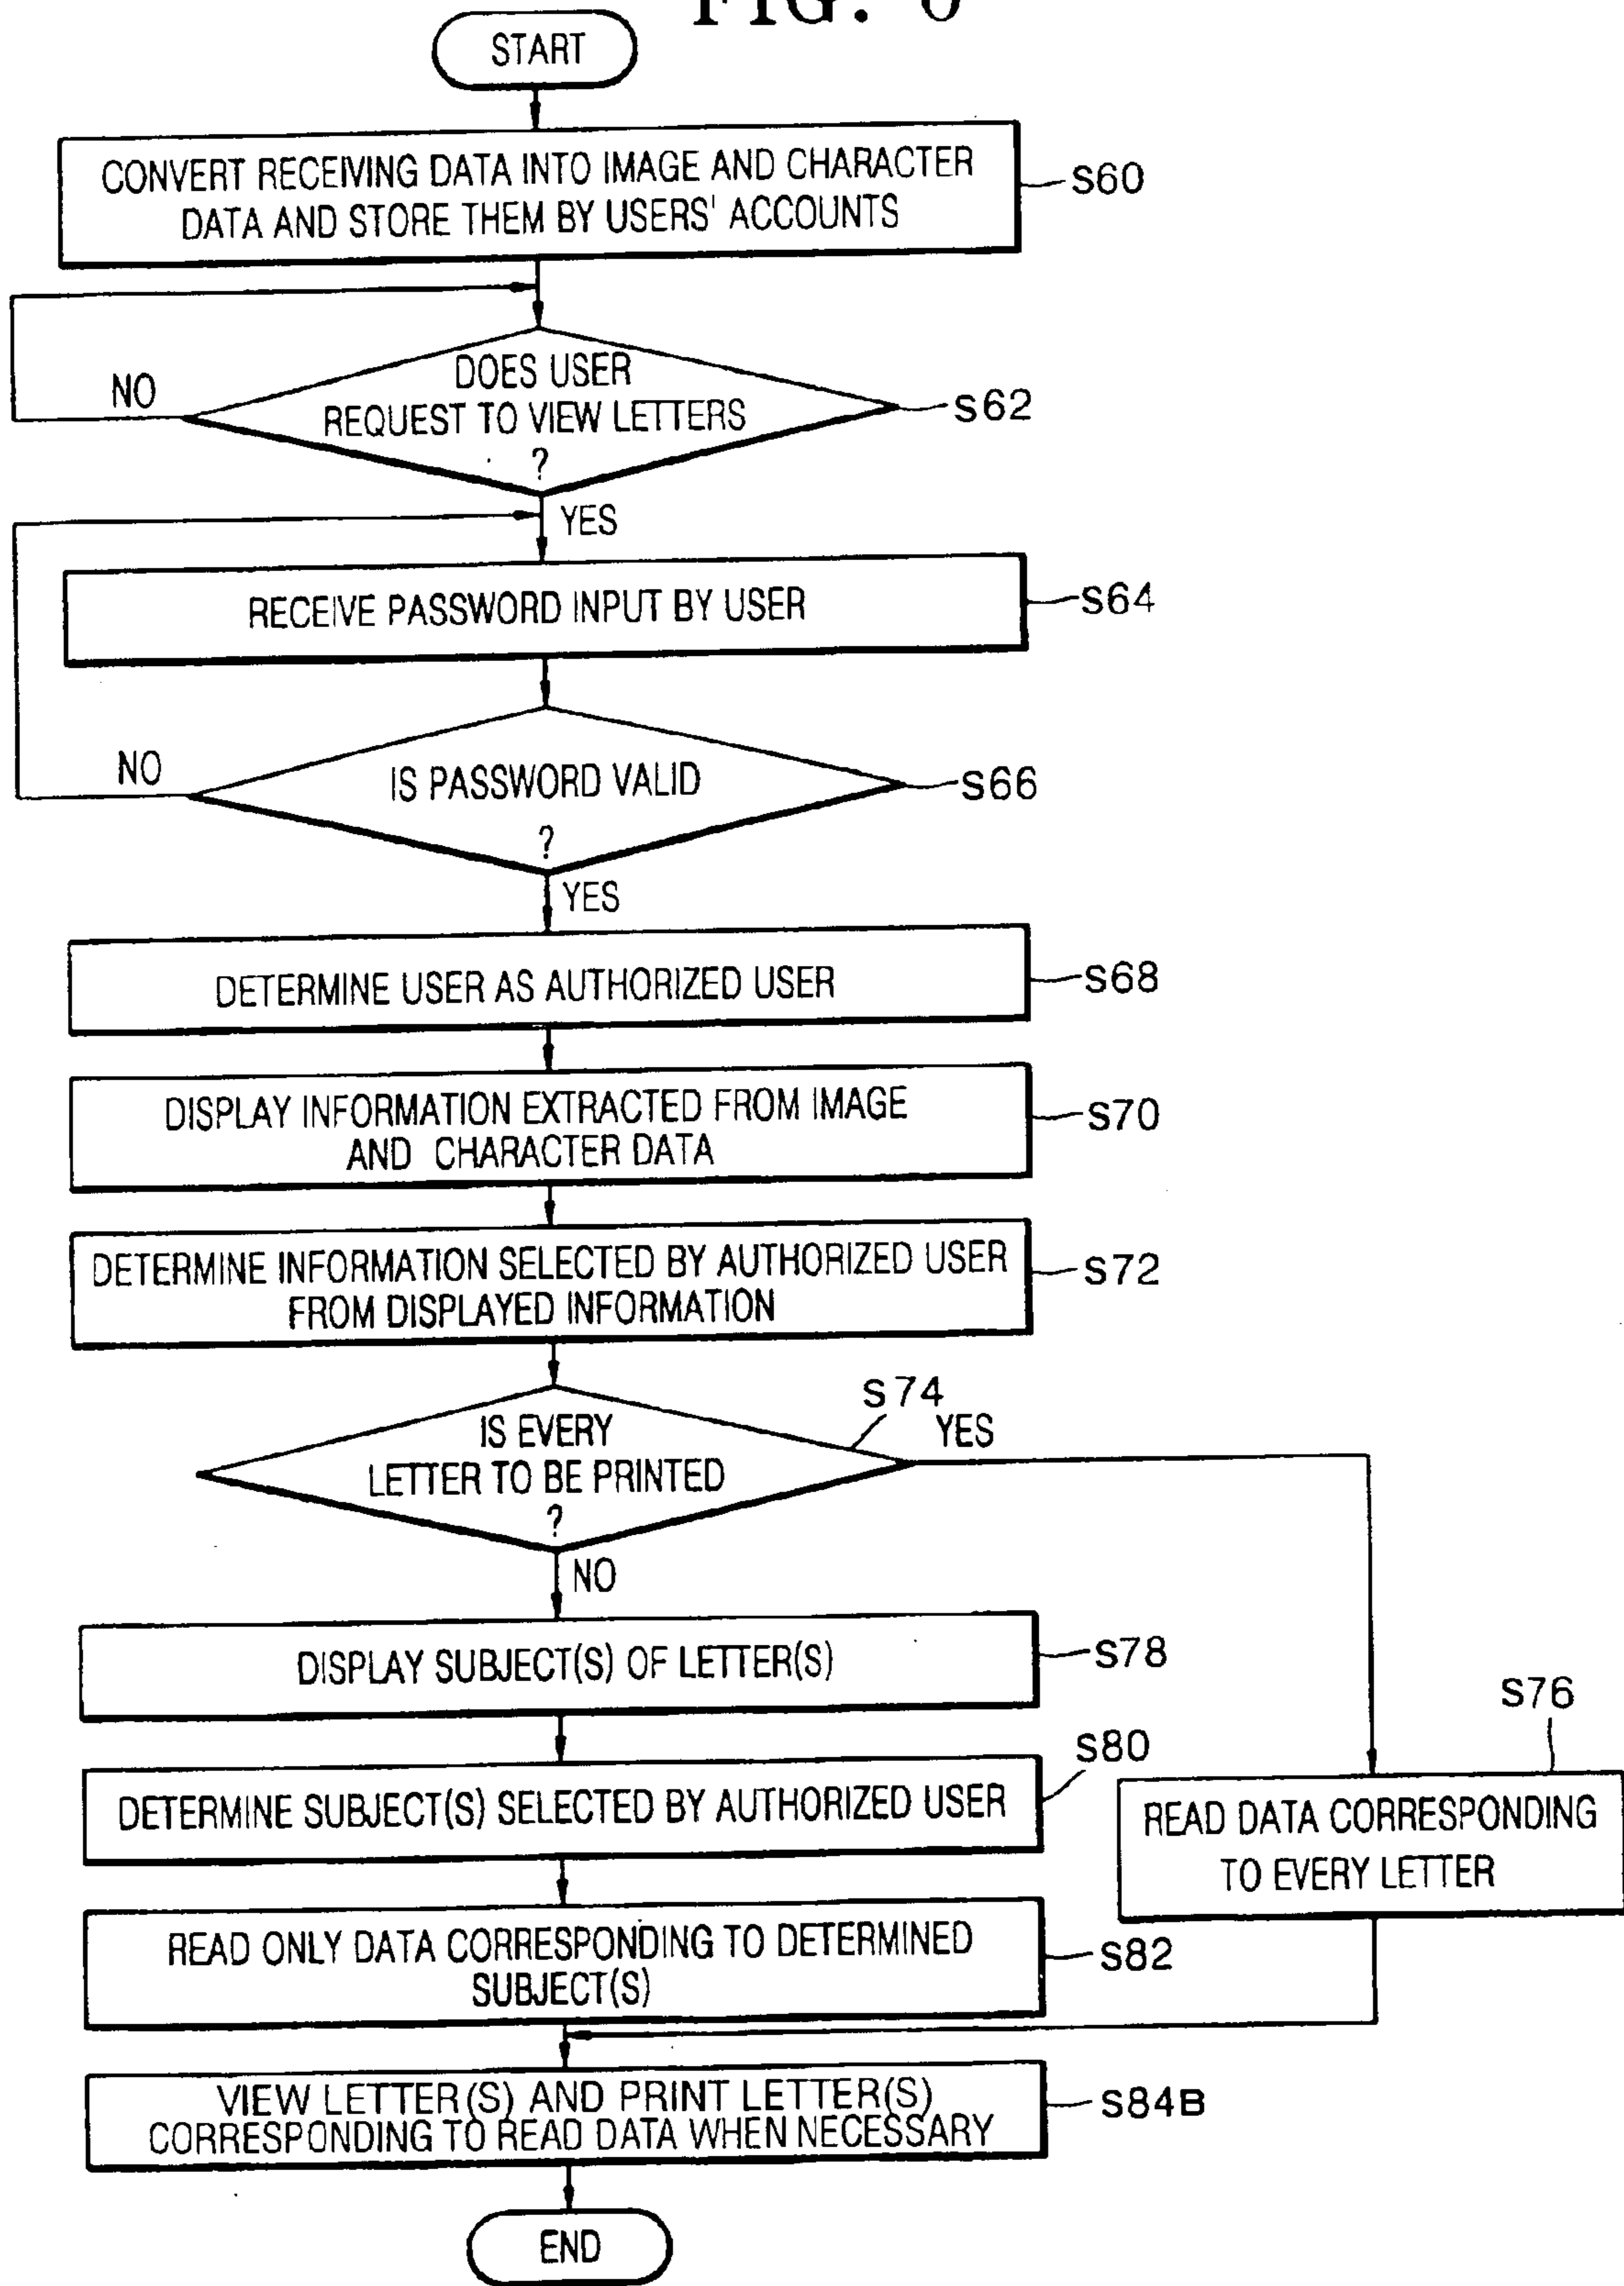 FIG.
START
CONVERT RECEIVING DATA INTO IMAGE AND CHARACTER
DATA AND STORE THEM BY USERS' ACCOUNTS
S60
DOES USER
REQUEST TO VIEW LETTERS
?
NO
S62
YES
RECEIVE PASSWORD INPUT BY USER
S64
IS PASSWORD VALID
?
NO
S66
YES
DETERMINE USER AS AUTHORIZED USER
S68
DISPLAY INFORMATION EXTRACTED FROM IMAGE
AND CHARACTER DATA
S70
DETERMINE INFORMATION SELECTED BY AUTHORIZED USER
FROM DISPLAYED INFORMATION
S72
S74
IS EVERY
LETTER TO BE PRINTED
?
YES
NO
DISPLAY SUBJECT(S) OF LETTER(S)
S78
S76
DETERMINE SUBJECT(S) SELECTED BY AUTHORIZED USER
S80
READ DATA CORRESPONDING
TO EVERY LETTER
READ ONLY DATA CORRESPONDING TO DETERMINED
SUBJECT(S)
S82
VIEW LETTER(S) AND PRINT LETTER(S)
CORRESPONDING TO READ DATA WHEN NECESSARY
S84B
END